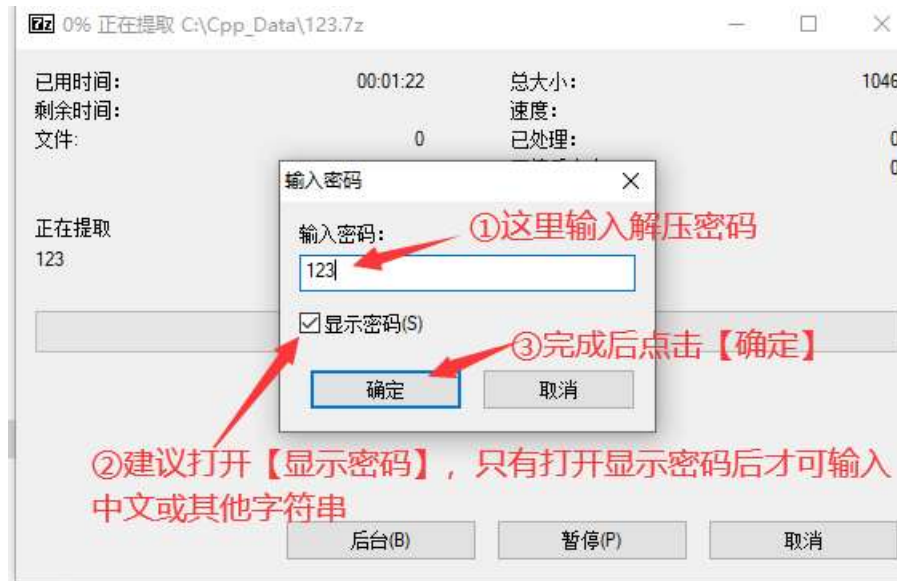 7z 0% 正在提取 C:\Cpp_Data\123.7z
已用时间: 00:01:22 总大小: 1046
剩余时间: 速度:
文件: 0 已处理: 0
0
输入密码
正在提取
123
输入密码:
①这里输入解压密码
123
显示密码(S)
③完成后点击【确定】
确定 取消
②建议打开【显示密码】,只有打开显示密码后才可输入
中文或其他字符串
后台(B) 暂停(P) 取消